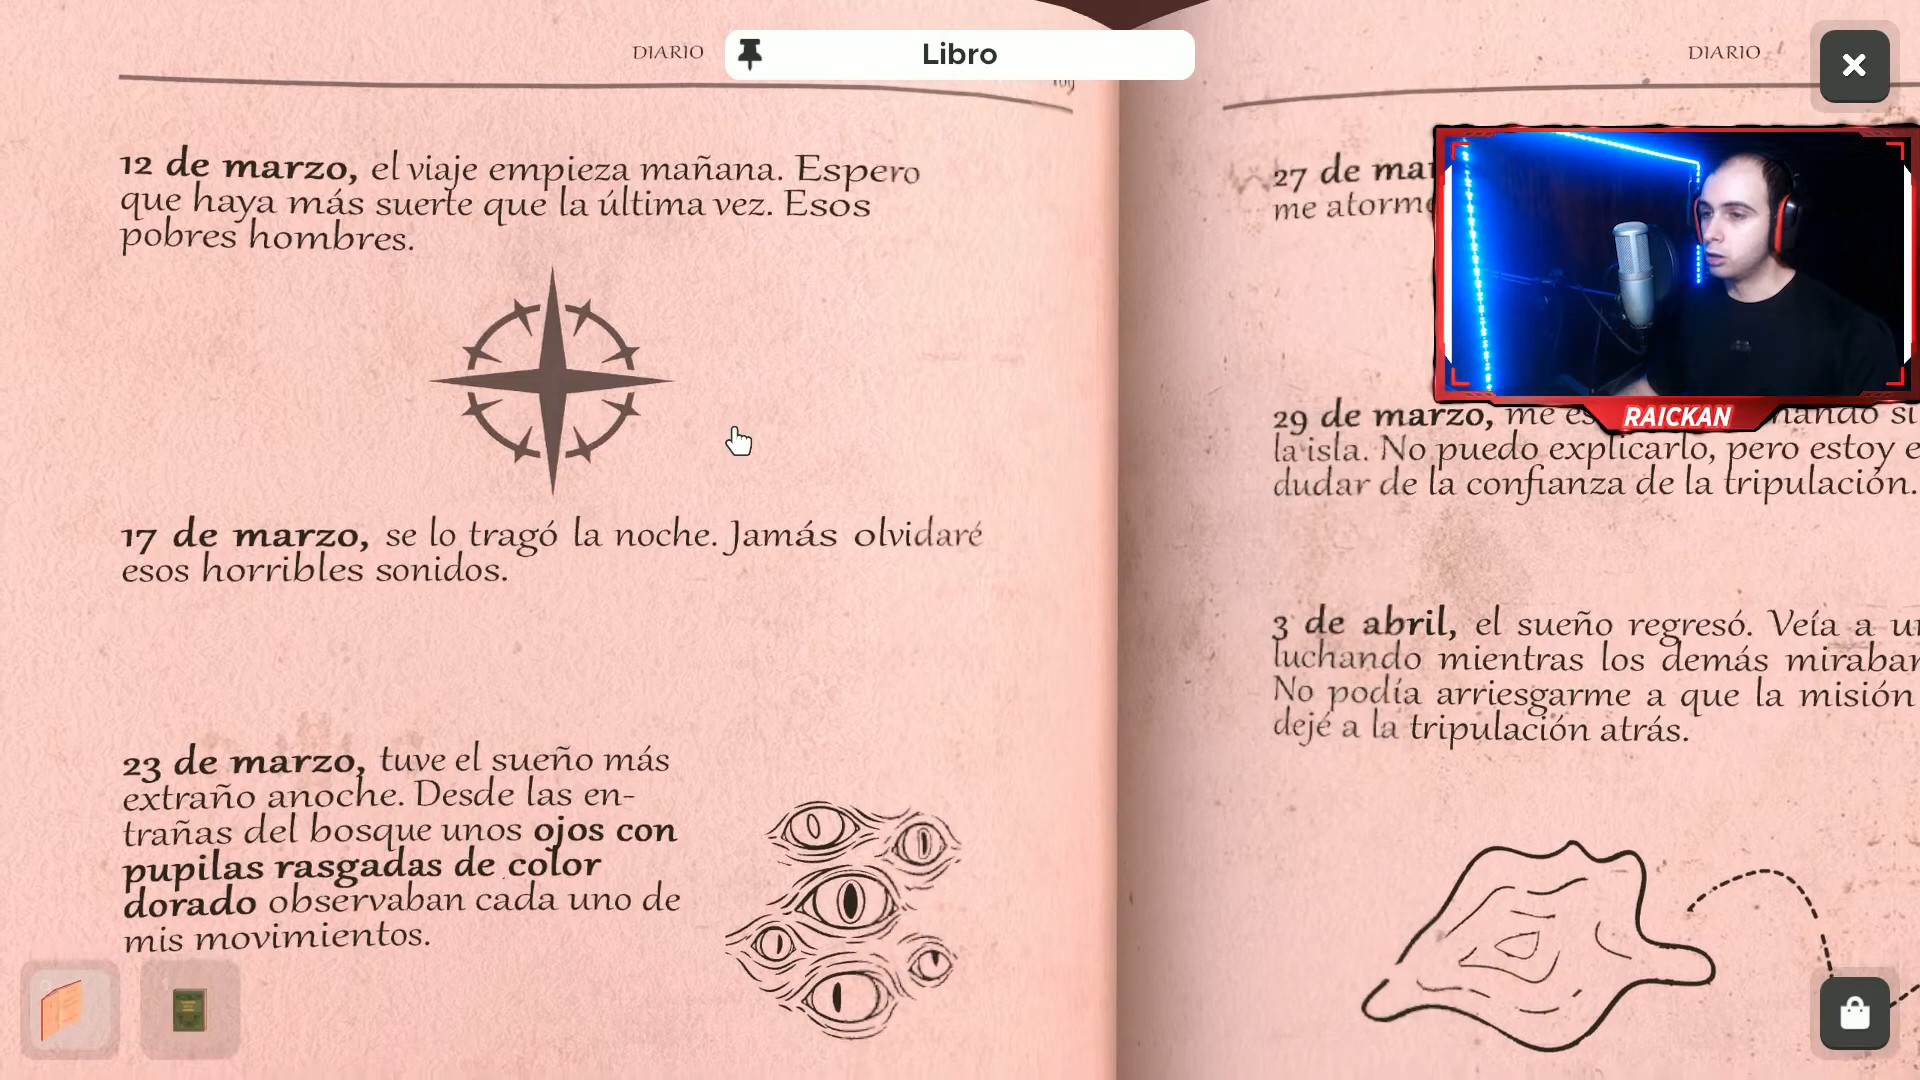 DIARIO
Libro
DIARIO
12 de marzo, el viaje empieza mañana. Espero
que haya más suerte que la última vez. Esos
pobres hombres.
17 de marzo, se lo tragó la noche. Jamás olvidaré
esos horribles sonidos.
23 de marzo, tuve el sueño más
extraño anoche. Desde las en-
trañas del bosque unos ojos con
pupilas rasgadas de color
dorado observaban cada uno de
mis movimientos.
27 de mar
me atorm
RAICKAN
29 de marzo, me es
la isla. No puedo explicarlo, pero estoy e
dudar de la confianza de la tripulación.
3 de abril, el sueño regresó. Veía a un
luchando mientras los demás miraban
No podía arriesgarme a que la misión
dejé a la tripulación atrás.